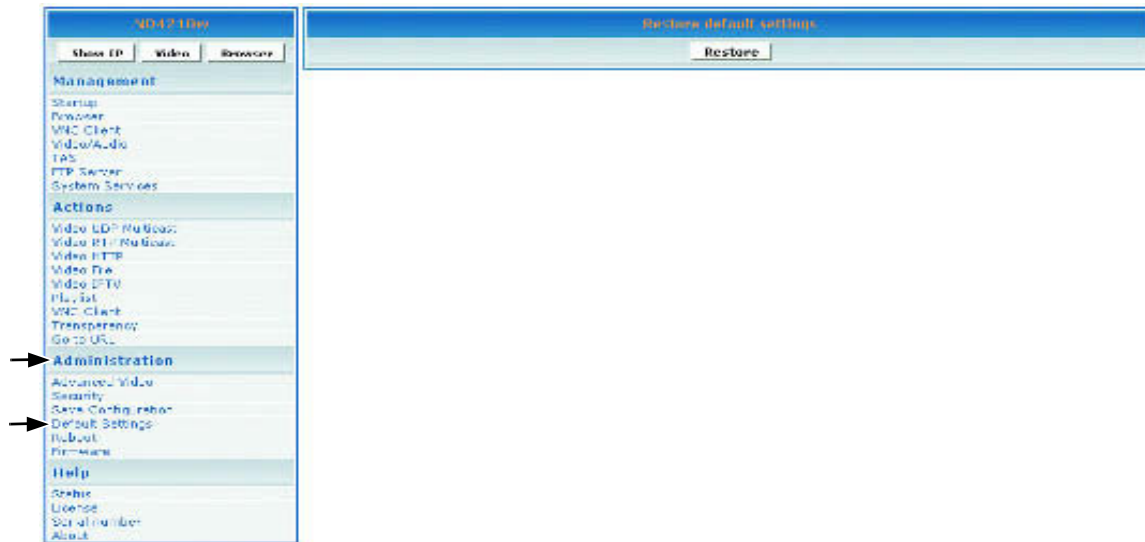 ND4210w
Show IP Video Browser
Management
Startup
Browser
VNC Client
Video/Audio
TAS
FTP Server
System Services
Actions
Video UDP Multicast
Video RTP Multicast
Video HTTP
Video File
Video IPTV
Playlist
VNC Client
Transparency
Go to URL
Administration
Advanced Video
Security
Save Configuration
Default Settings
Reboot
Firmware
Help
Status
License
Serial number
About
Restore default settings
Restore